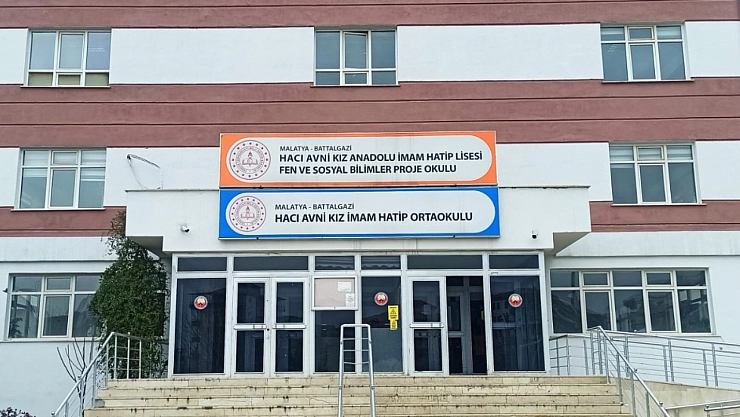 MALATYA - BATTALGAZİ
HACI AVNİ KIZ ANADOLU İMAM HATİP LİSESİ
FEN VE SOSYAL BİLİMLER PROJE OKULU
MALATYA - BATTALGAZİ
HACI AVNİ KIZ İMAM HATİP ORTAOKULU